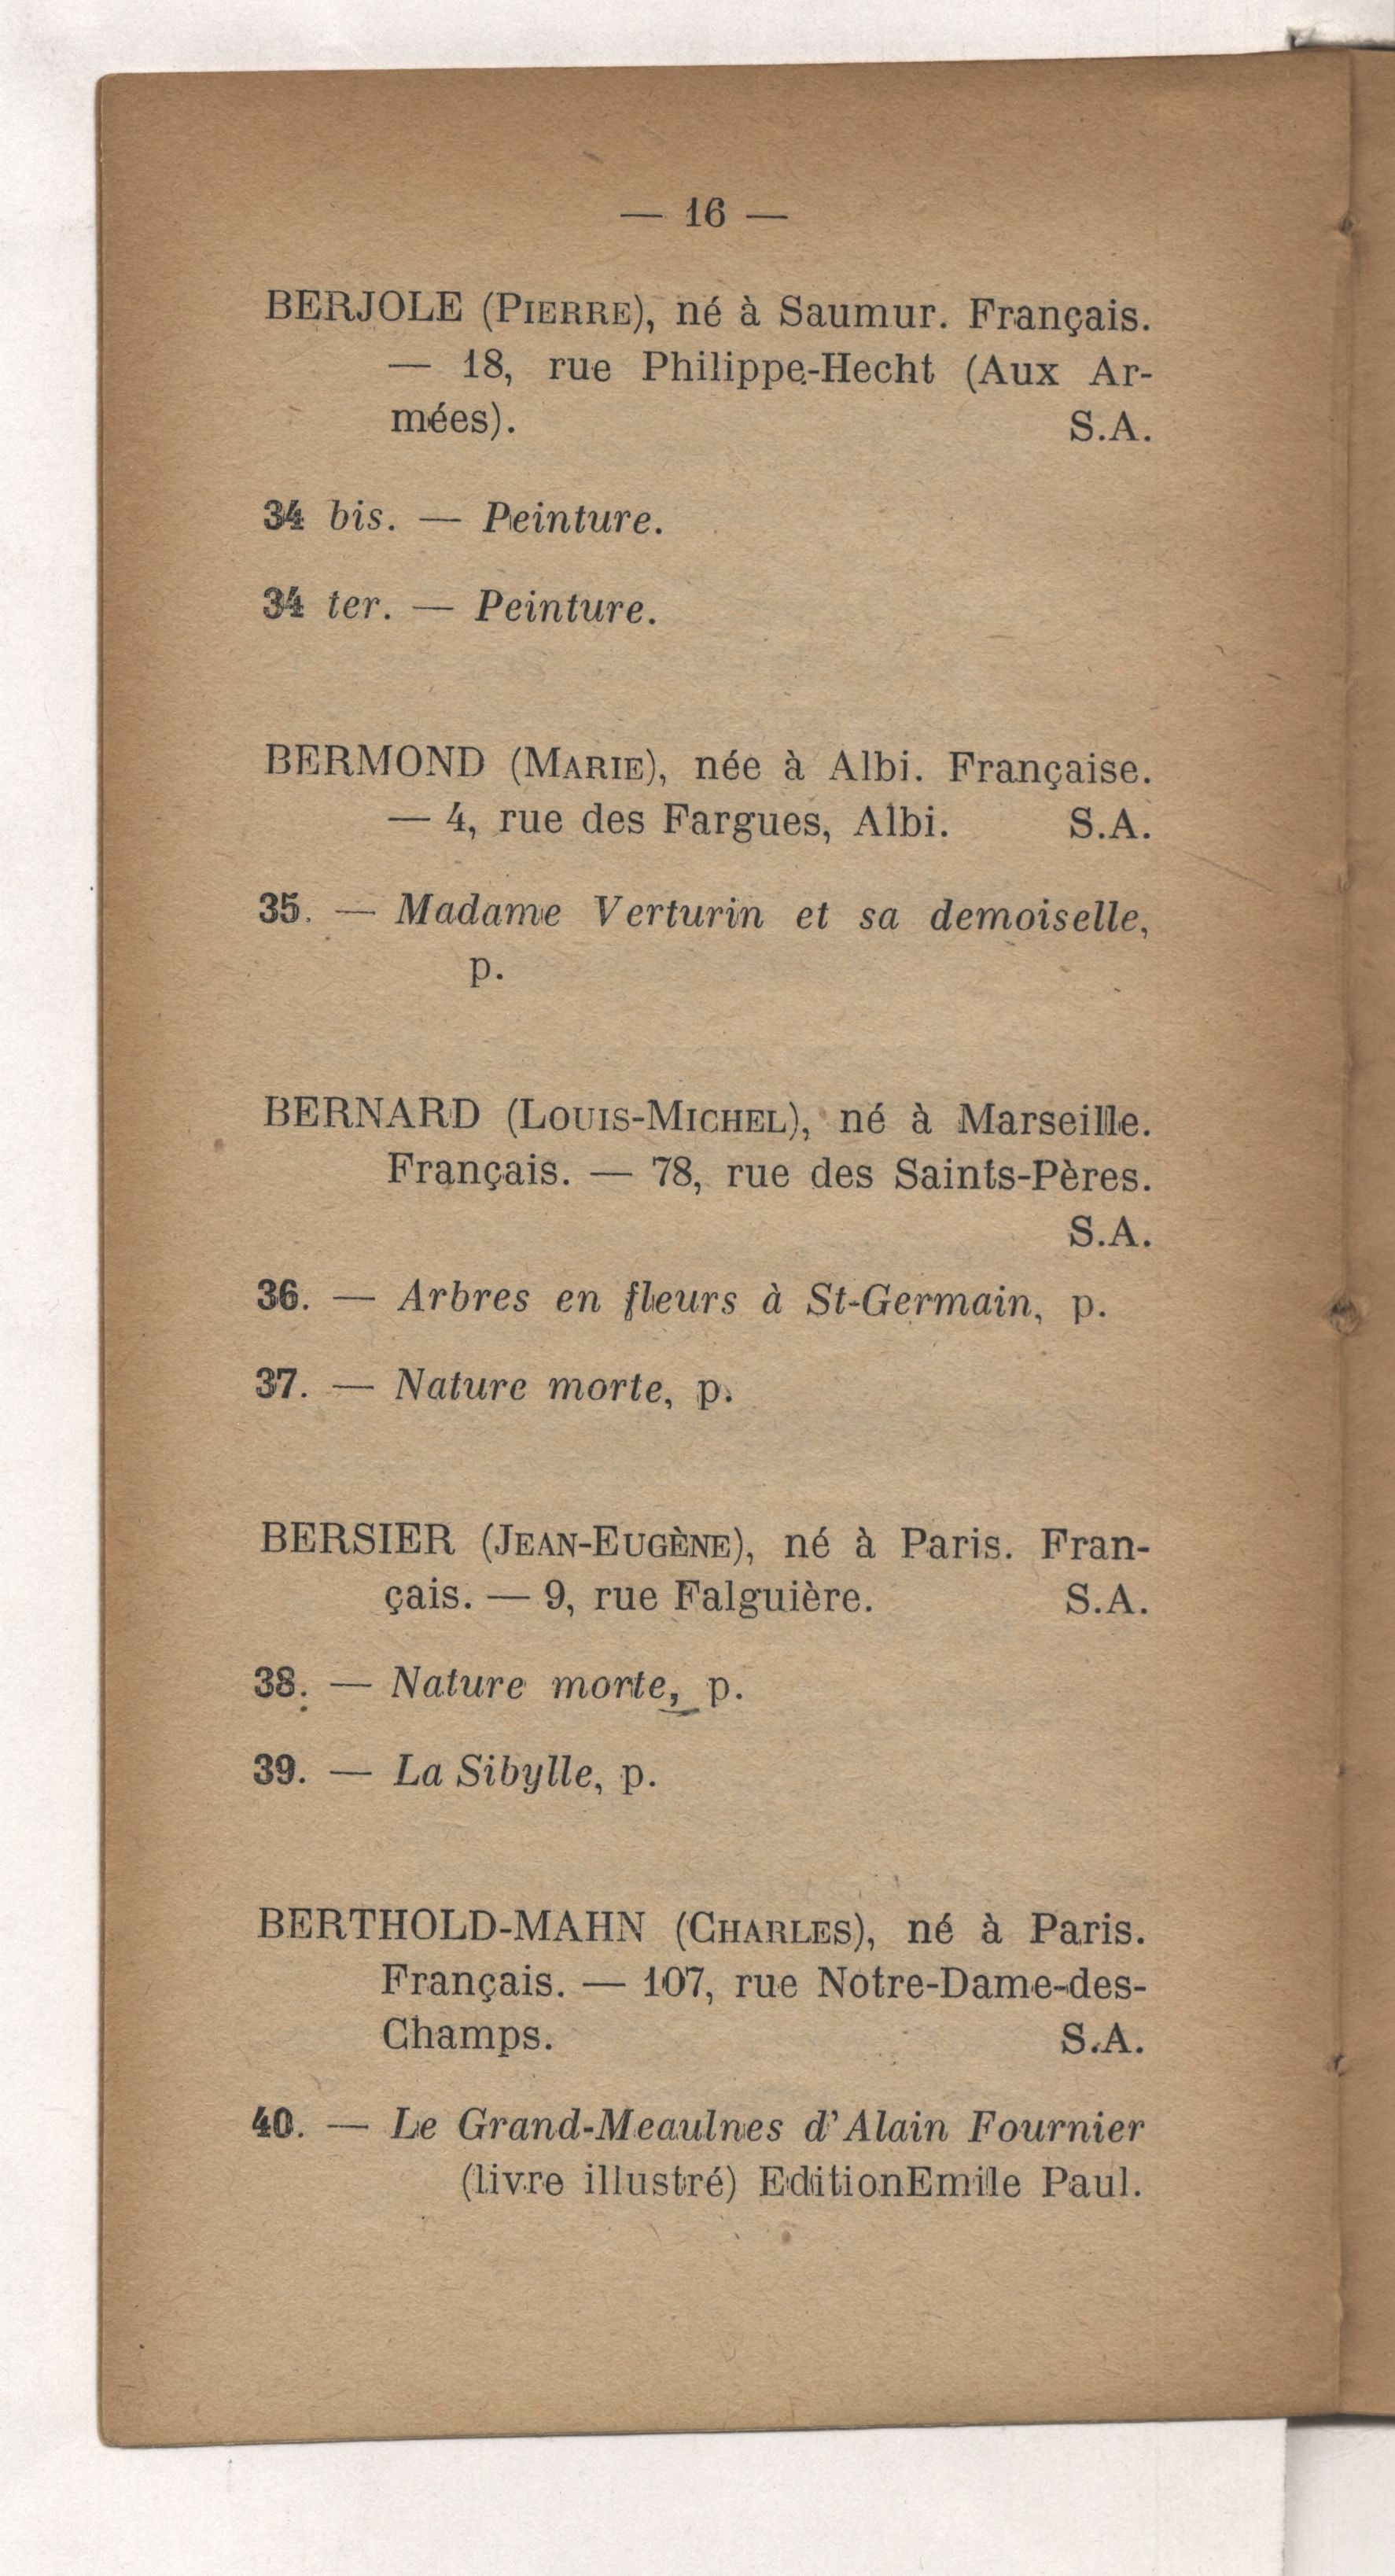 — 16 —
BERJOLE (PIERRE), né à Saumur. Français.
— 18, rue Philippe-Hecht (Aux Ar-
mées). S.A.
34 bis. — Peinture.
34 ter. — Peinture.
BERMOND (MARIE), née à Albi. Française.
— 4, rue des Fargues, Albi. S.A.
35. — Madame Verturin et sa demoiselle,
p.
BERNARD (LOUIS-MICHEL), né à Marseille.
Français. — 78, rue des Saints-Pères.
S.A.
36. — Arbres en fleurs à St-Germain, p.
37. — Nature morte, p.
BERSIER (JEAN-EUGÈNE), né à Paris. Fran-
çais. — 9, rue Falguière. S.A.
38. — Nature morte, p.
39. — La Sibylle, p.
BERTHOLD-MAHN (CHARLES), né à Paris.
Français. — 107, rue Notre-Dame-des-
Champs. S.A.
40. — Le Grand-Meaulnes d'Alain Fournier
(livre illustré) EditionEmile Paul.